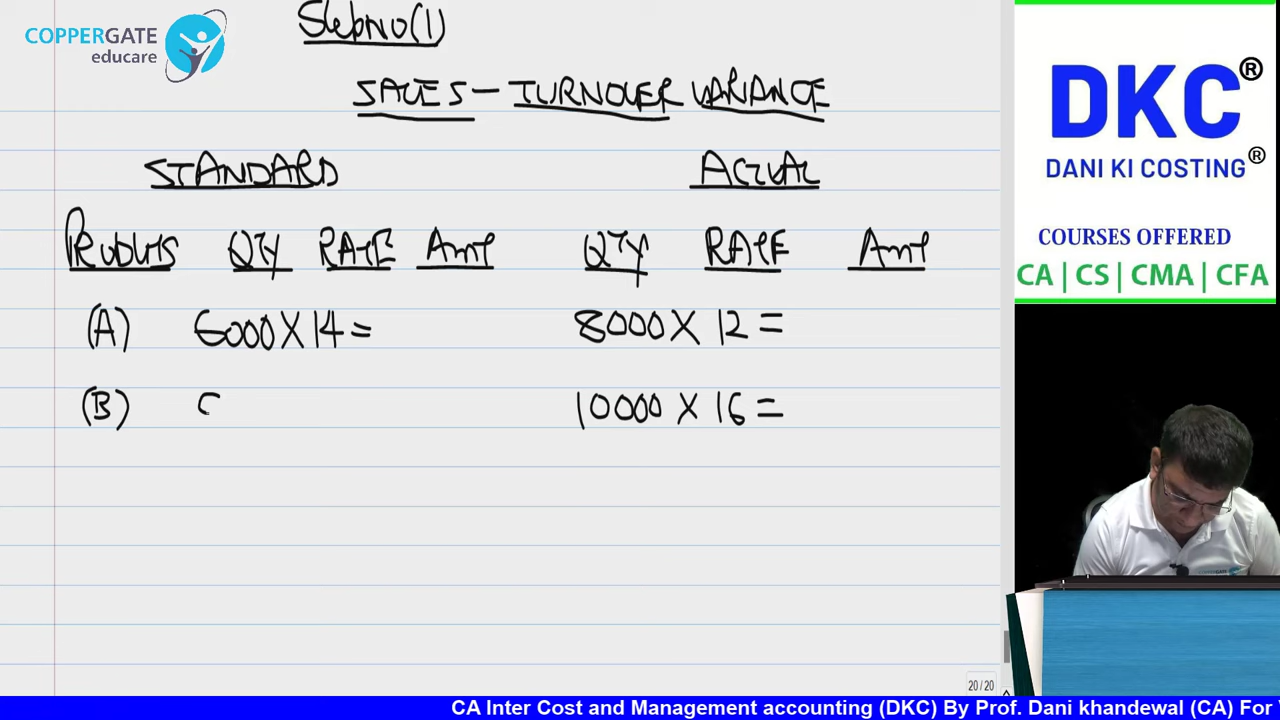 StepNo(1)
COPPERGATE
educare
SALES - TURNOVER VARIANCE
STANDARD ACTUAL
PRODUCTS QTY RATE Amt QTY RATE Amt
(A) 6000 X 14 = 8000 X 12 =
(B) 10000 X 16 =
20/20
DKC®
DANI KI COSTING®
COURSES OFFERED
CA | CS | CMA | CFA
CA Inter Cost and Management accounting (DKC) By Prof. Dani khandewal (CA) For